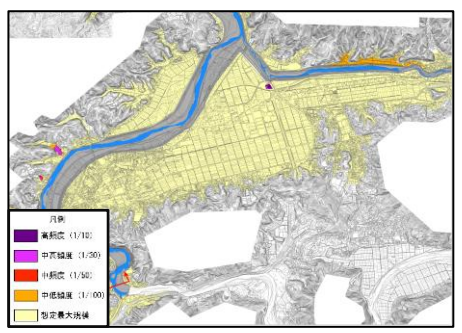 凡例
高頻度（1/10）
中高頻度（1/30）
中頻度（1/50）
中低頻度（1/100）
想定最大規模